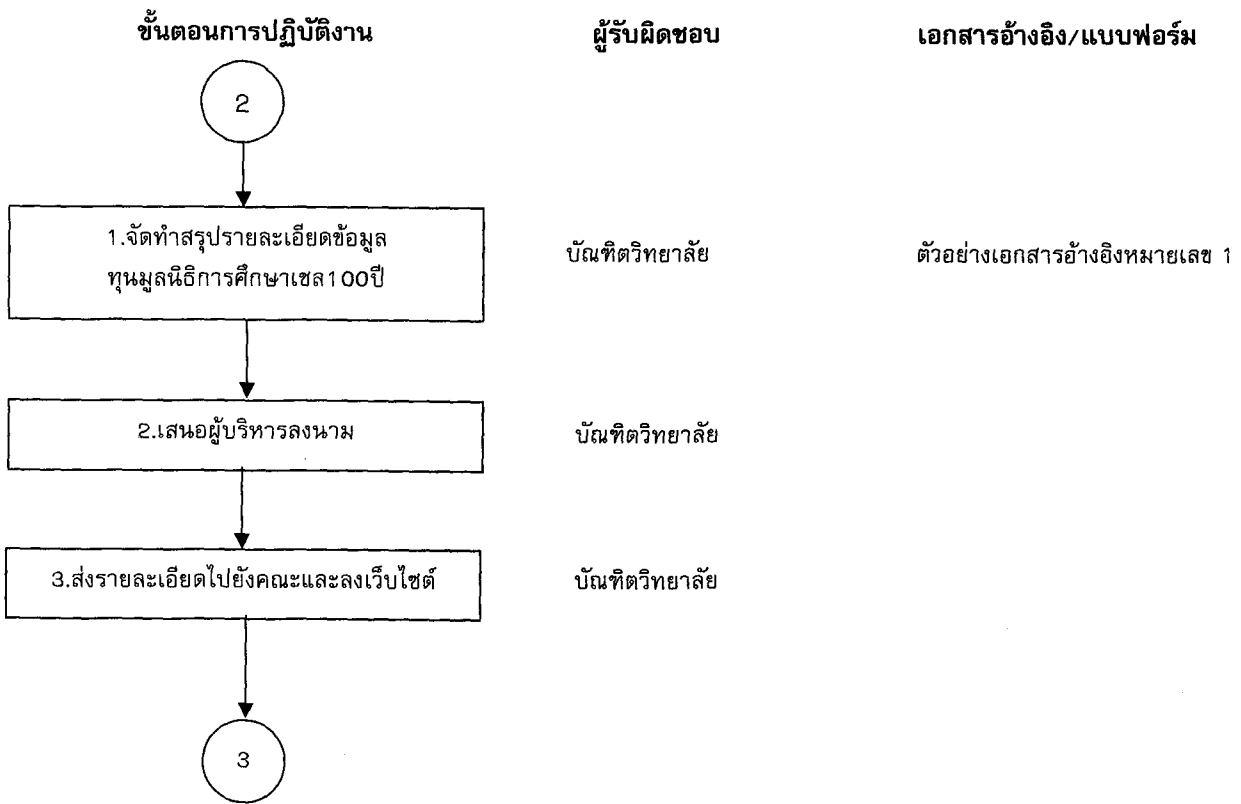 ขั้นตอนการปฏิบัติงาน ผู้รับผิดชอบ เอกสารอ้างอิง/แบบฟอร์ม
2
1.จัดทำสรุปรายละเอียดข้อมูล
ทุนมูลนิธิการศึกษาเชล100ปี
บัณฑิตวิทยาลัย ตัวอย่างเอกสารอ้างอิงหมายเลข 1
2.เสนอผู้บริหารลงนาม บัณฑิตวิทยาลัย
3.ส่งรายละเอียดไปยังคณะและลงเว็บไซต์ บัณฑิตวิทยาลัย
3